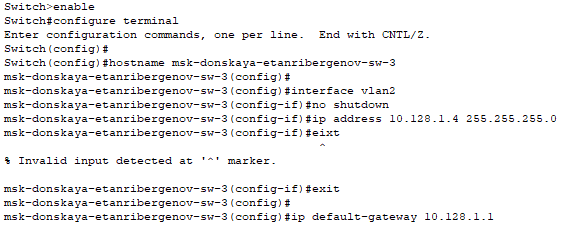 Switch>enable
Switch#configure terminal
Enter configuration commands, one per line.  End with CNTL/Z.
Switch(config)#
Switch(config)#hostname msk-donskaya-etanribergenov-sw-3
msk-donskaya-etanribergenov-sw-3(config)#
msk-donskaya-etanribergenov-sw-3(config)#interface vlan2
msk-donskaya-etanribergenov-sw-3(config-if)#no shutdown
msk-donskaya-etanribergenov-sw-3(config-if)#ip address 10.128.1.4 255.255.255.0
msk-donskaya-etanribergenov-sw-3(config-if)#eixt
^
% Invalid input detected at '^' marker.
msk-donskaya-etanribergenov-sw-3(config-if)#exit
msk-donskaya-etanribergenov-sw-3(config)#
msk-donskaya-etanribergenov-sw-3(config)#ip default-gateway 10.128.1.1